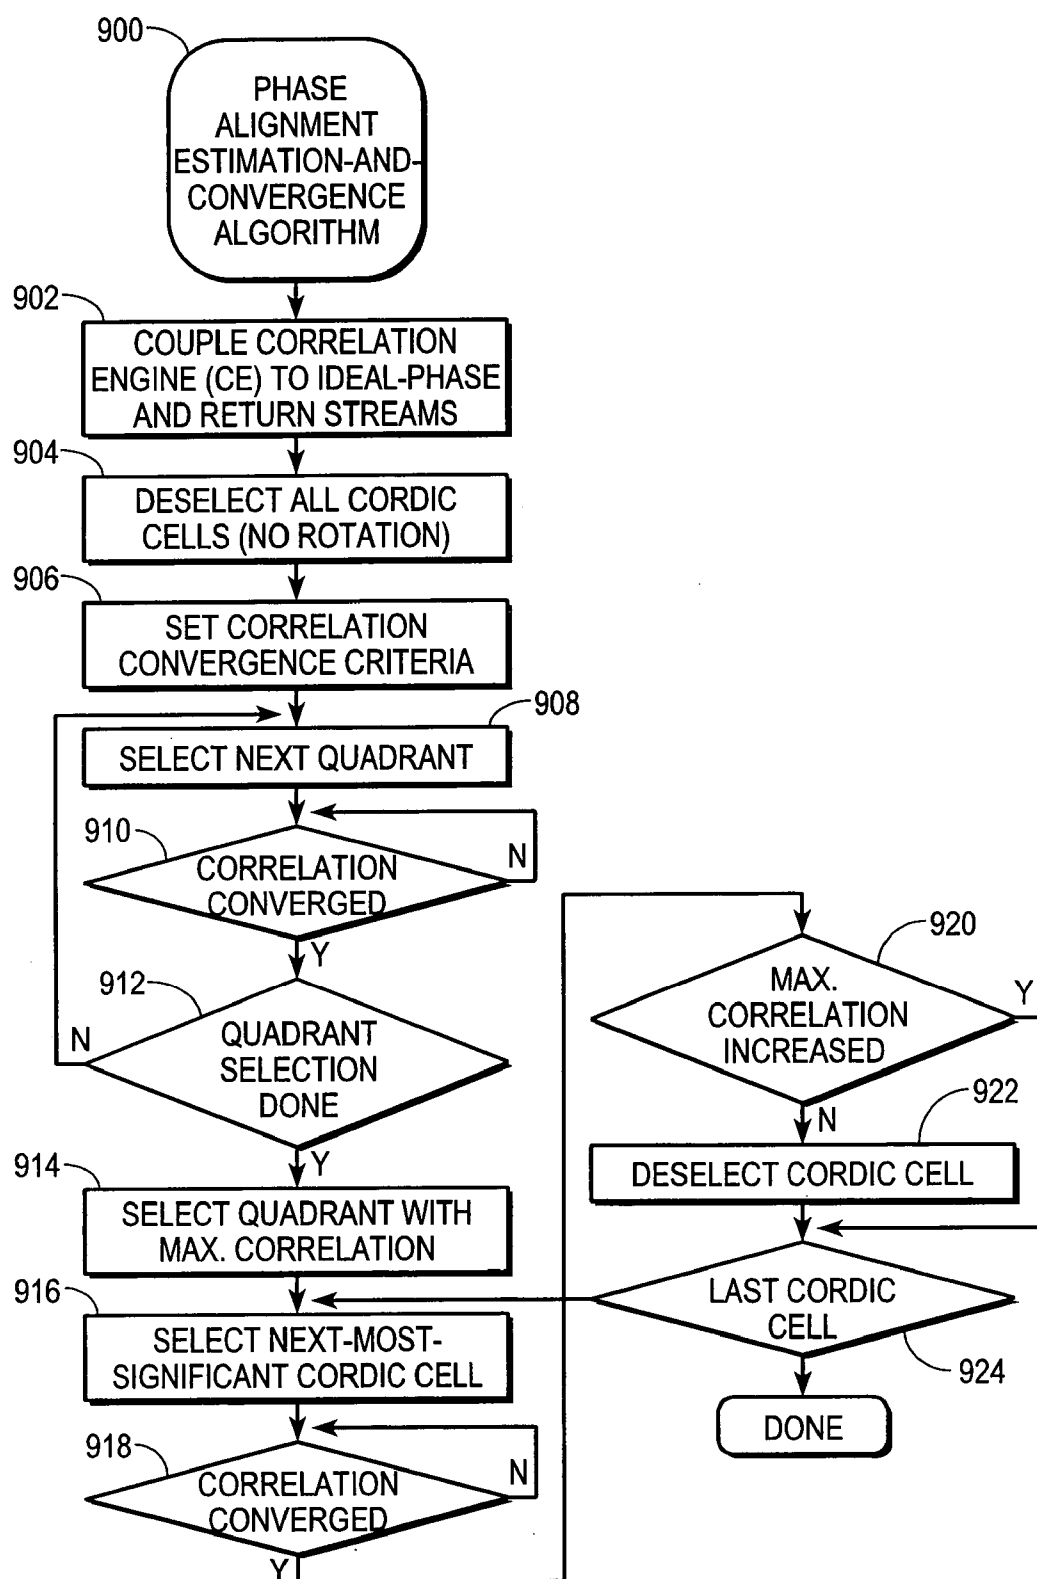 900
PHASE
ALIGNMENT
ESTIMATION-AND-
CONVERGENCE
ALGORITHM
902
COUPLE CORRELATION
ENGINE (CE) TO IDEAL-PHASE
AND RETURN STREAMS
904
DESELECT ALL CORDIC
CELLS (NO ROTATION)
906
SET CORRELATION
CONVERGENCE CRITERIA
908
SELECT NEXT QUADRANT
910
CORRELATION
CONVERGED
N
Y
912
QUADRANT
SELECTION
DONE
N
Y
914
SELECT QUADRANT WITH
MAX. CORRELATION
916
SELECT NEXT-MOST-
SIGNIFICANT CORDIC CELL
918
CORRELATION
CONVERGED
N
Y
920
MAX.
CORRELATION
INCREASED
Y
N
922
DESELECT CORDIC CELL
LAST CORDIC
CELL
924
DONE